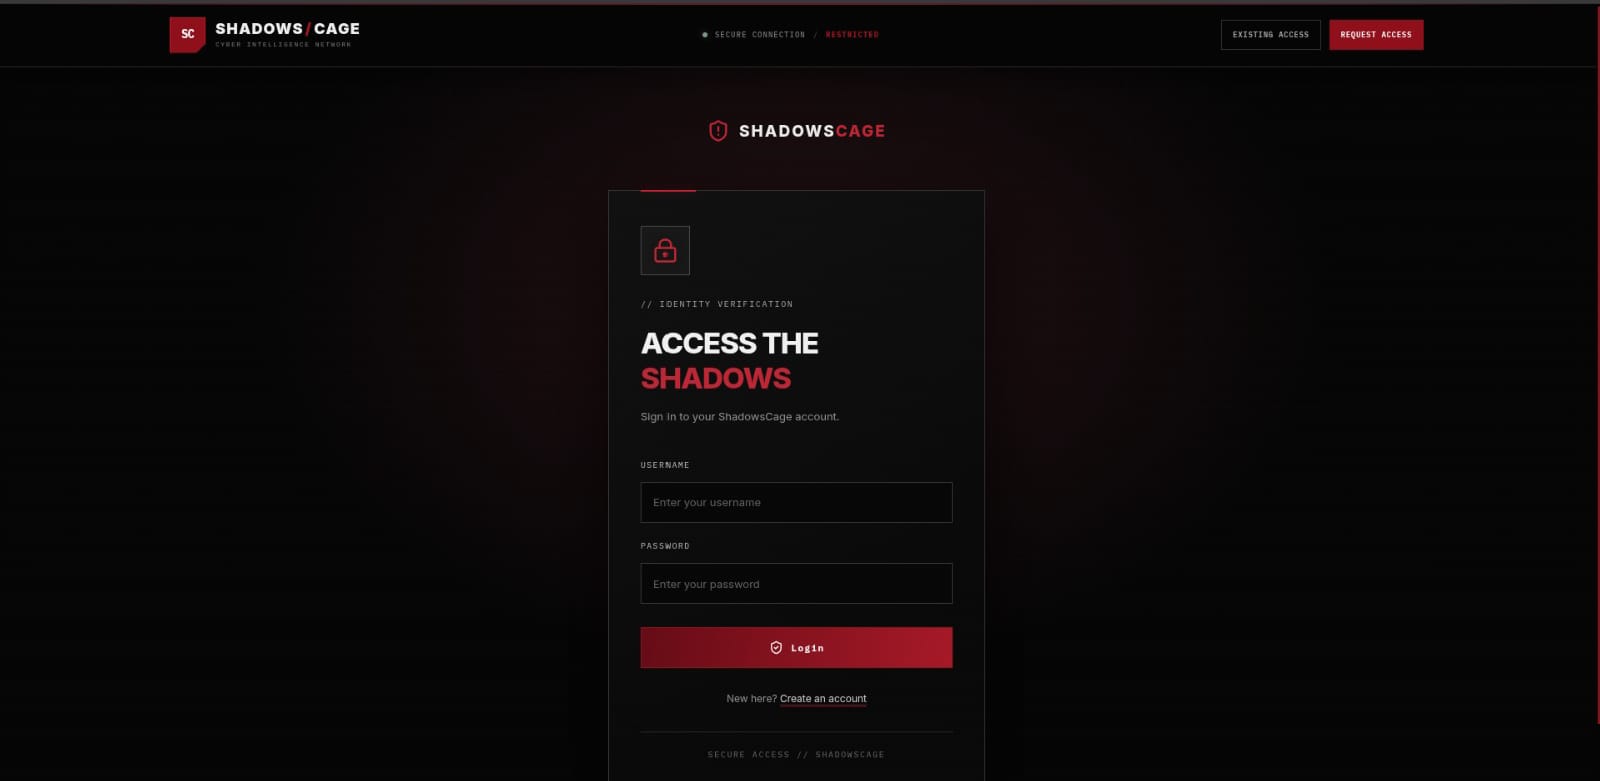 SC
SHADOWS/CAGE
CYBER INTELLIGENCE NETWORK
SECURE CONNECTION / RESTRICTED
EXISTING ACCESS
REQUEST ACCESS
SHADOWSCAGE
// IDENTITY VERIFICATION
ACCESS THE
SHADOWS
Sign in to your ShadowsCage account.
USERNAME
Enter your username
PASSWORD
Enter your password
Login
New here? Create an account
SECURE ACCESS // SHADOWSCAGE